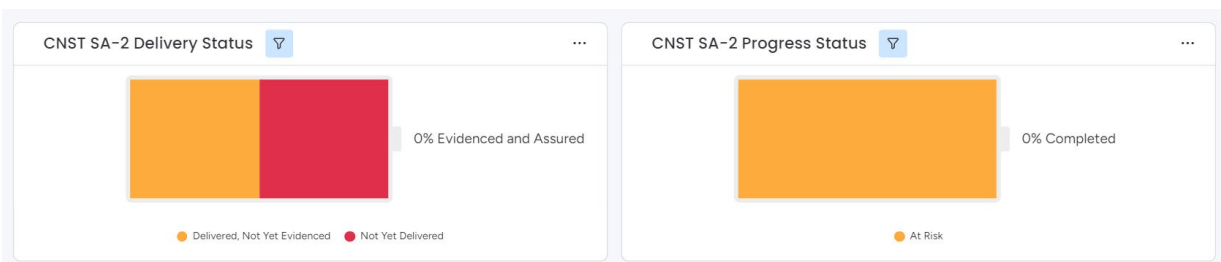 CNST SA-2 Delivery Status
0% Evidenced and Assured
Delivered, Not Yet Evidenced
Not Yet Delivered
CNST SA-2 Progress Status
0% Completed
At Risk